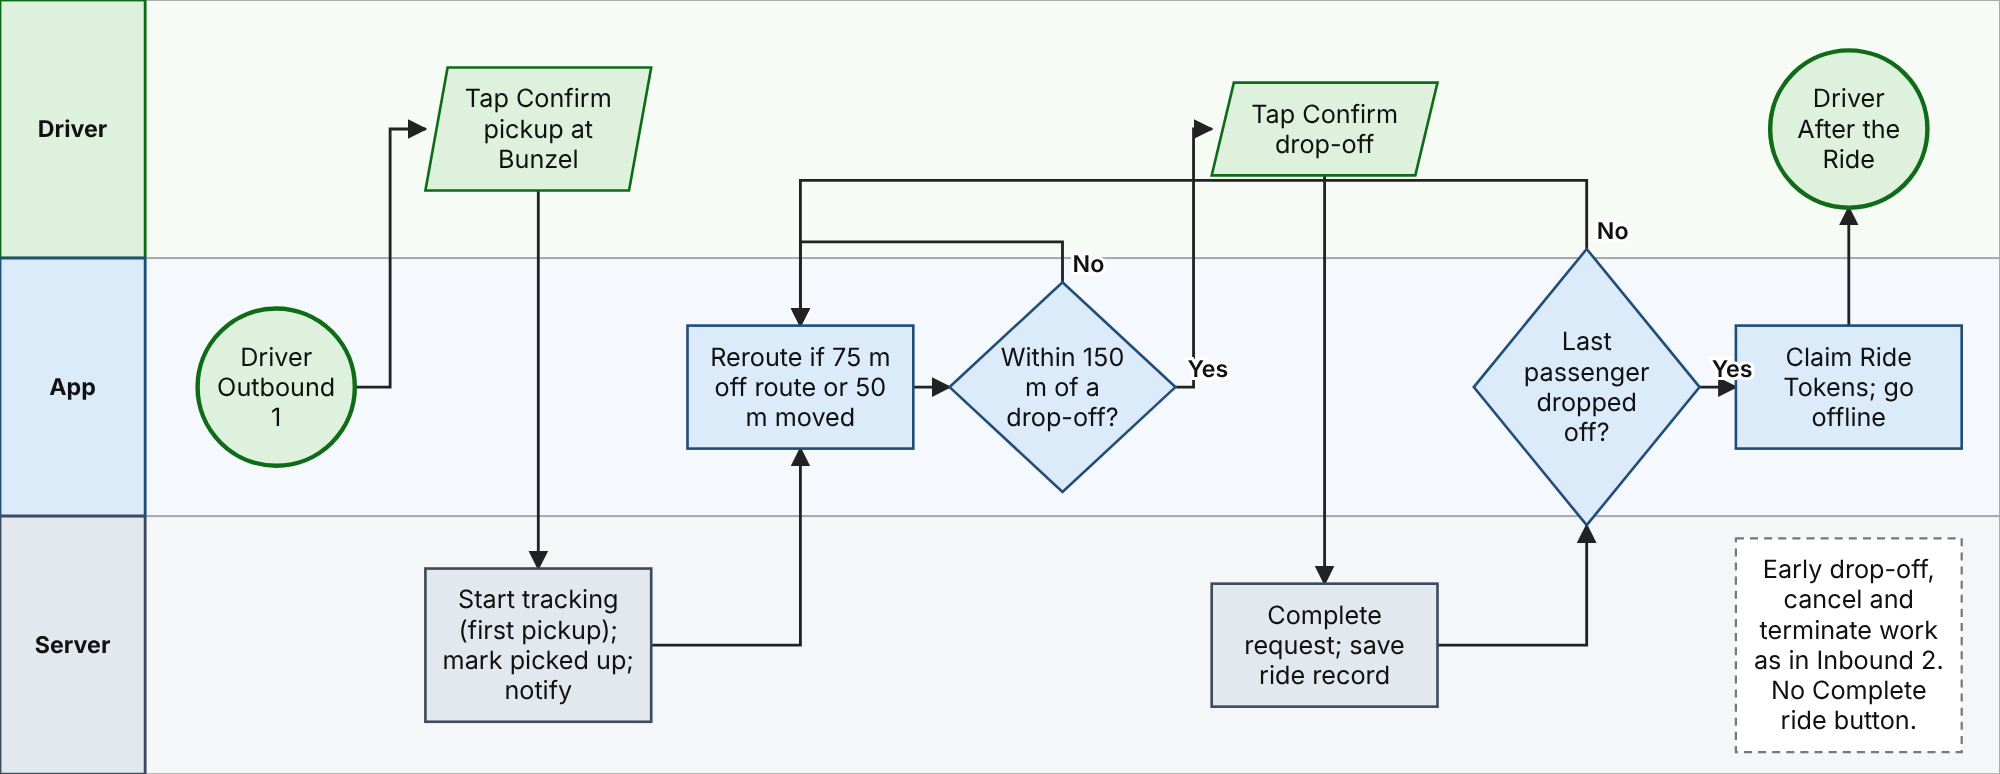 Driver
Tap Confirm
pickup at
Bunzel
Tap Confirm
drop-off
Driver
After the
Ride
No
No
App
Driver
Outbound
1
Reroute if 75 m
off route or 50
m moved
Within 150
m of a
drop-off?
Yes
Last
passenger
dropped
off?
Yes
Claim Ride
Tokens; go
offline
Server
Start tracking
(first pickup);
mark picked up;
notify
Complete
request; save
ride record
Early drop-off,
cancel and
terminate work
as in Inbound 2.
No Complete
ride button.